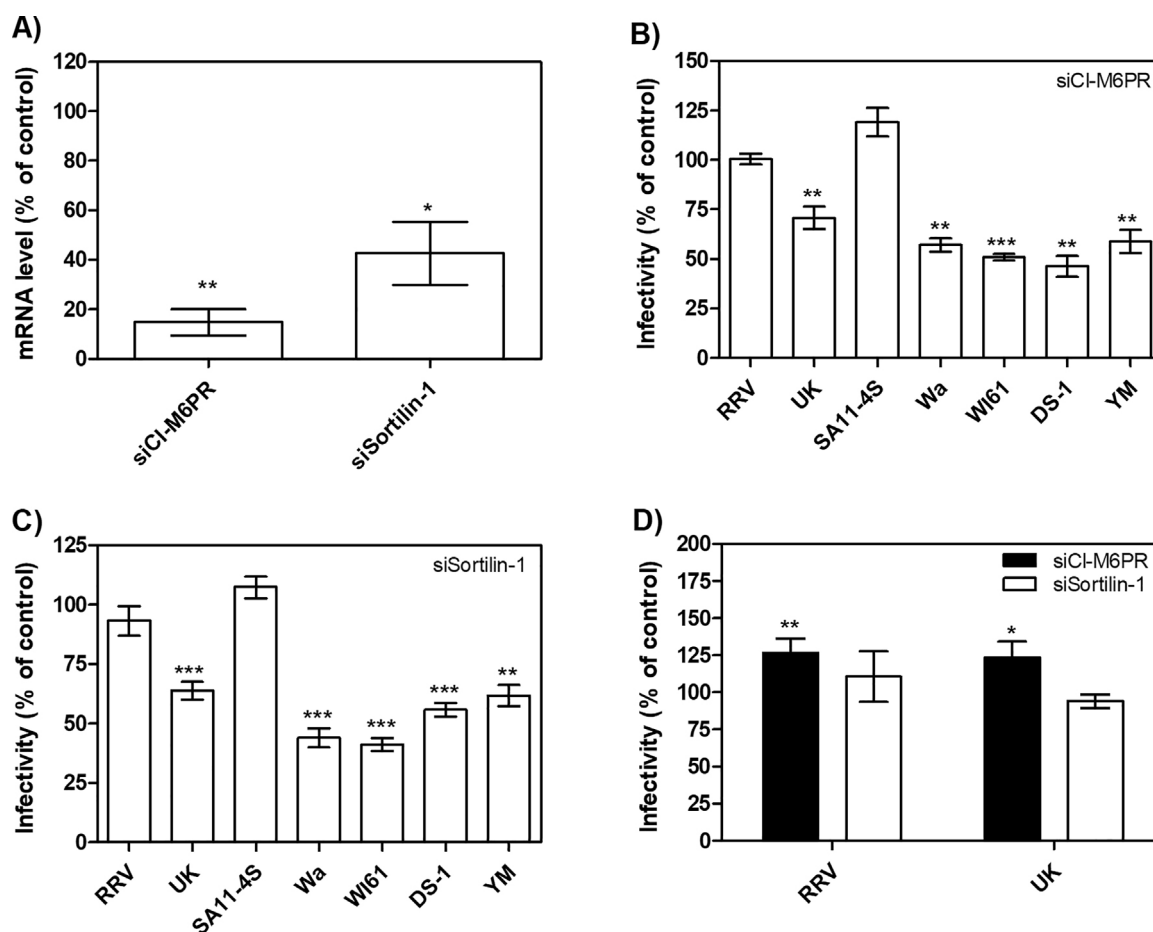 A)
mRNA level (% of control)
120
100
80
60
40
20
0
**
*
siCI-M6PR
siSortilin-1
B)
siCI-M6PR
Infectivity (% of control)
150
125
100
75
50
25
0
**
**
***
**
**
RRV
UK
SA11-4S
Wa
WI61
DS-1
YM
C)
siSortilin-1
Infectivity (% of control)
125
100
75
50
25
0
***
***
***
***
**
RRV
UK
SA11-4S
Wa
WI61
DS-1
YM
D)
siCI-M6PR
siSortilin-1
Infectivity (% of control)
200
175
150
125
100
75
50
25
0
**
*
RRV
UK